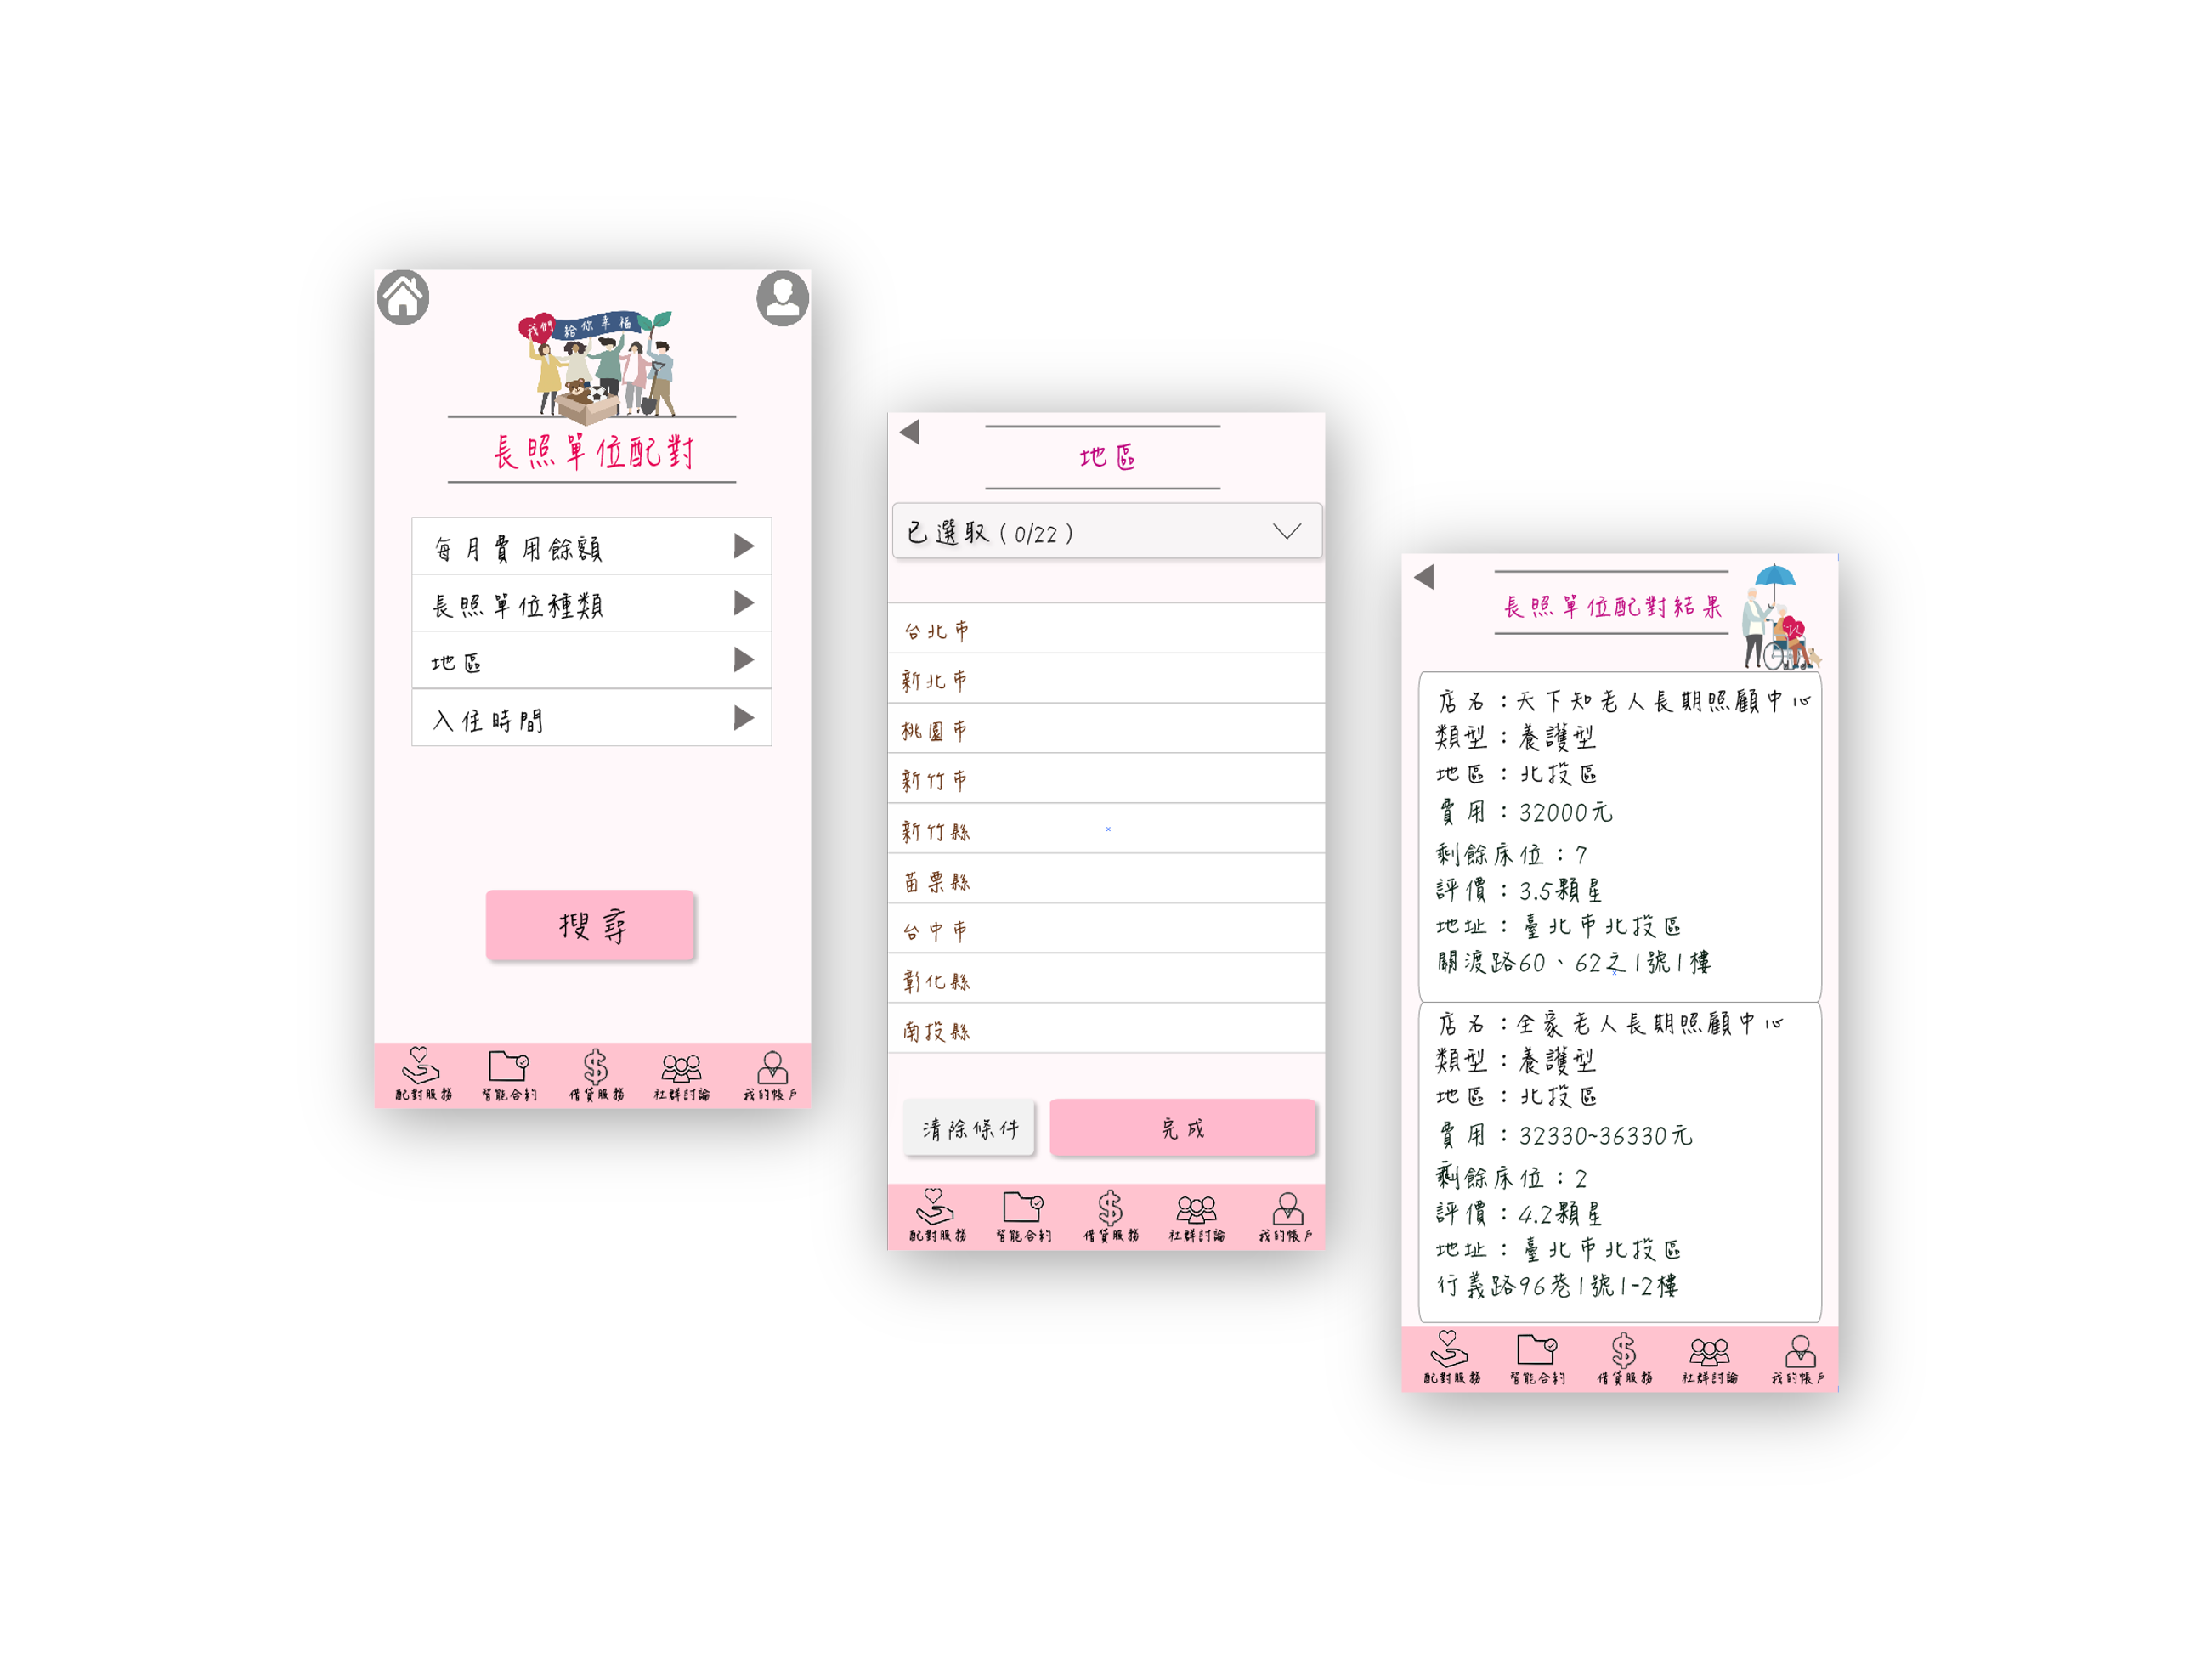 我們 給你幸福
長照單位配對
每月費用餘額
長照單位種類
地區
入住時間
搜尋
配對服務 智能合約 借貸服務 社群討論 我的帳戶
地區
已選取(0/22)
台北市
新北市
桃園市
新竹市
新竹縣
苗栗縣
台中市
彰化縣
南投縣
清除條件 完成
配對服務 智能合約 借貸服務 社群討論 我的帳戶
長照單位配對結果
店名:天下知老人長期照顧中心
類型:養護型
地區:北投區
費用:32000元
剩餘床位:7
評價:3.5顆星
地址:臺北市北投區
關渡路60、62之1號1樓
店名:全家老人長期照顧中心
類型:養護型
地區:北投區
費用:32330~36330元
剩餘床位:2
評價:4.2顆星
地址:臺北市北投區
行義路96巷1號1-2樓
配對服務 智能合約 借貸服務 社群討論 我的帳戶